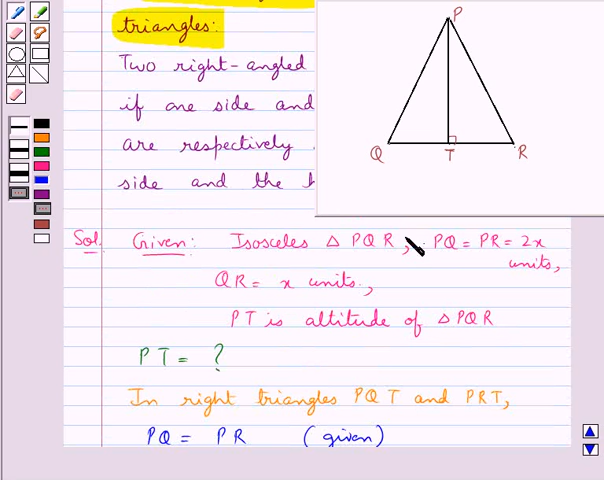 triangles:
Two right-angled
if one side and
are respectively
side and the
P
Q
T
R
Sol. Given: Isosceles △ PQR, PQ = PR = 2x
units,
QR = x units,
PT is altitude of △ PQR
PT = ?
In right triangles PQT and PRT,
PQ = PR (given)